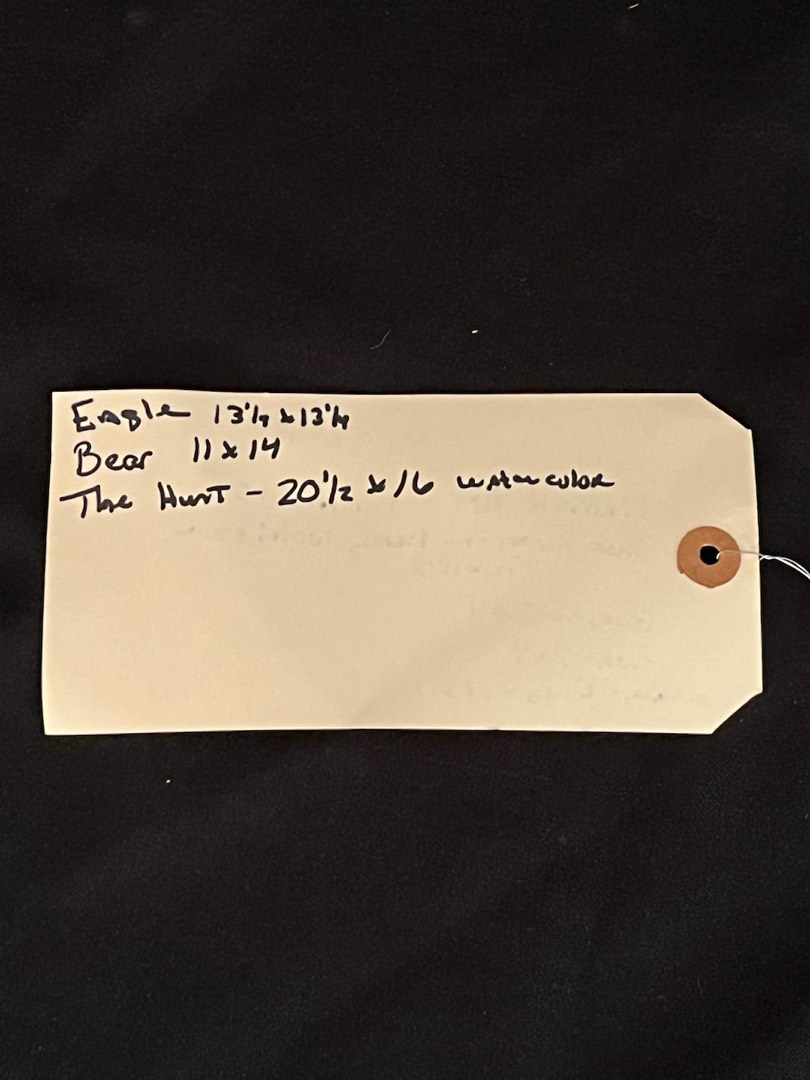 Eagle 13 1/4 x 13 1/4
Bear 11 x 14
The Hunt - 20 1/2 x 16 watercolor